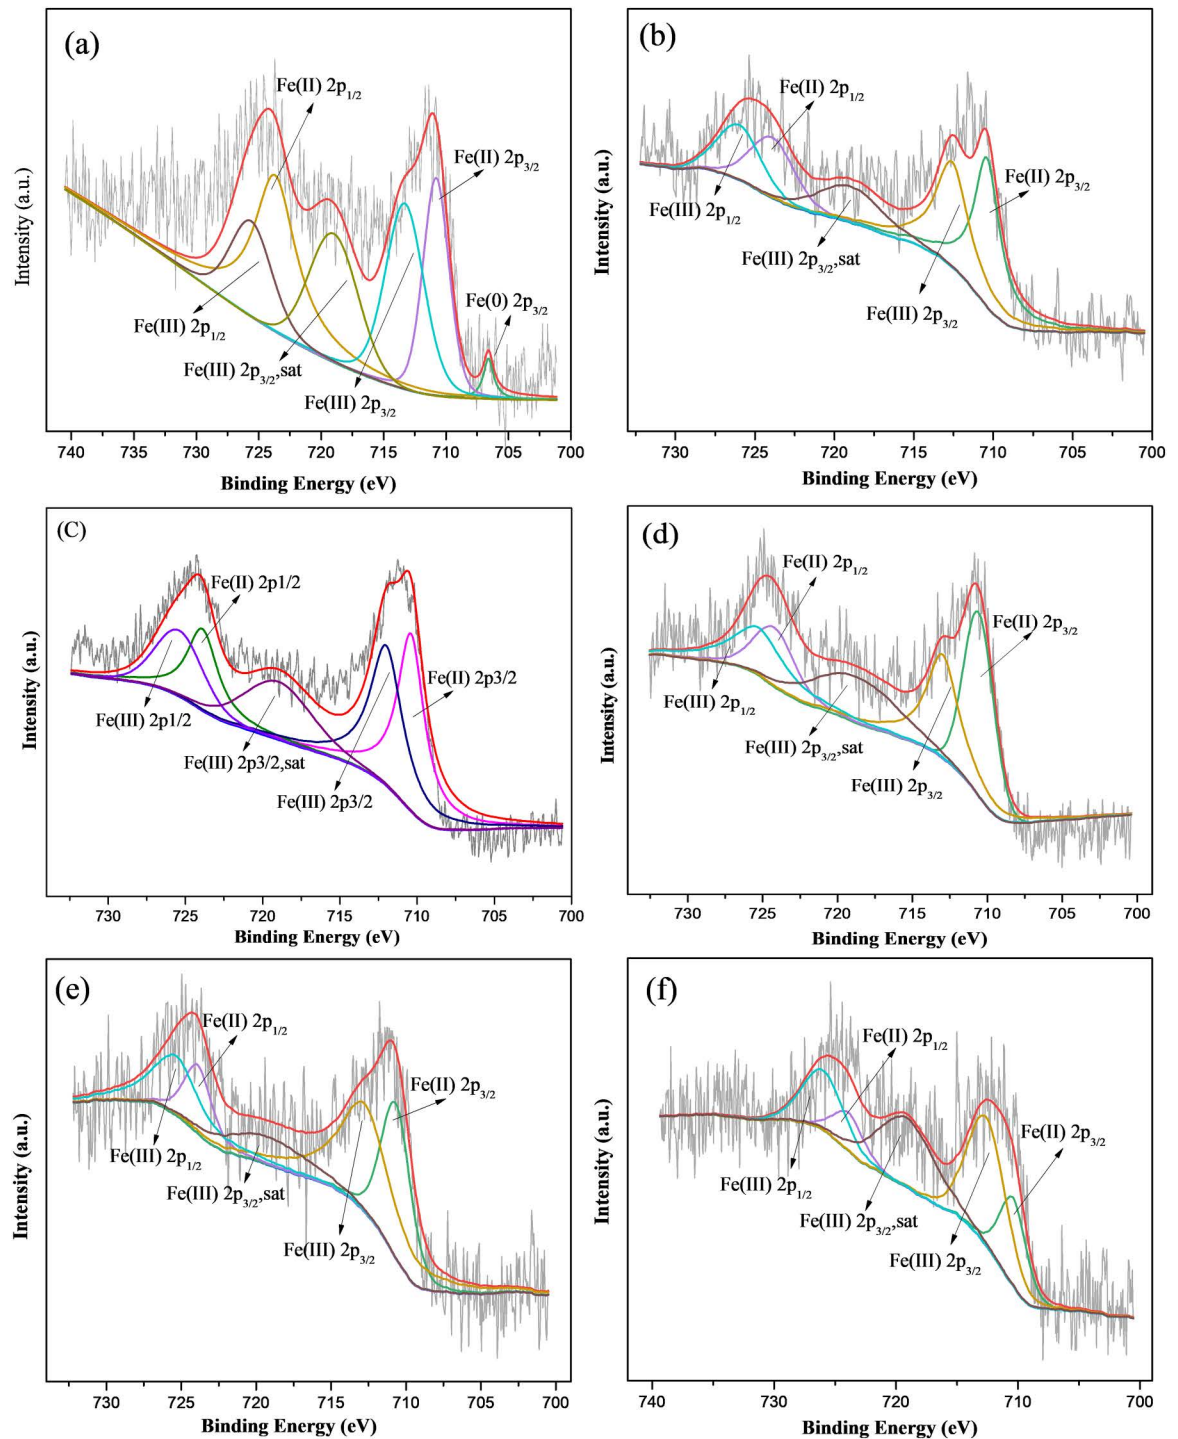 (a)
Fe(II) 2p1/2
Fe(II) 2p3/2
Fe(0) 2p3/2
Fe(III) 2p1/2
Fe(III) 2p3/2,sat
Fe(III) 2p3/2
Intensity (a.u.)
740 735 730 725 720 715 710 705 700
Binding Energy (eV)
(b)
Fe(II) 2p1/2
Fe(II) 2p3/2
Fe(III) 2p1/2
Fe(III) 2p3/2,sat
Fe(III) 2p3/2
Intensity (a.u.)
730 725 720 715 710 705 700
Binding Energy (eV)
(C)
Fe(II) 2p1/2
Fe(II) 2p3/2
Fe(III) 2p1/2
Fe(III) 2p3/2,sat
Fe(III) 2p3/2
Intensity (a.u.)
730 725 720 715 710 705 700
Binding Energy (eV)
(d)
Fe(II) 2p1/2
Fe(II) 2p3/2
Fe(III) 2p1/2
Fe(III) 2p3/2,sat
Fe(III) 2p3/2
Intensity (a.u.)
730 725 720 715 710 705 700
Binding Energy (eV)
(e)
Fe(II) 2p1/2
Fe(II) 2p3/2
Fe(III) 2p1/2
Fe(III) 2p3/2,sat
Fe(III) 2p3/2
Intensity (a.u.)
730 725 720 715 710 705 700
Binding Energy (eV)
(f)
Fe(II) 2p1/2
Fe(II) 2p3/2
Fe(III) 2p1/2
Fe(III) 2p3/2,sat
Fe(III) 2p3/2
Intensity (a.u.)
740 730 720 710 700
Binding Energy (eV)